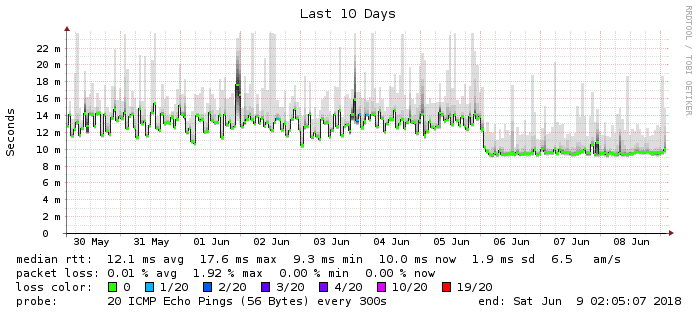 Last 10 Days
RRDTOOL / TOBI OETIKER
Seconds
22 m
20 m
18 m
16 m
14 m
12 m
10 m
8 m
6 m
4 m
2 m
0
30 May 31 May 01 Jun 02 Jun 03 Jun 04 Jun 05 Jun 06 Jun 07 Jun 08 Jun
median rtt: 12.1 ms avg 17.6 ms max 9.3 ms min 10.0 ms now 1.9 ms sd 6.5 am/s
packet loss: 0.01 % avg 1.92 % max 0.00 % min 0.00 % now
loss color: 0 1/20 2/20 3/20 4/20 10/20 19/20
probe: 20 ICMP Echo Pings (56 Bytes) every 300s end: Sat Jun 9 02:05:07 2018